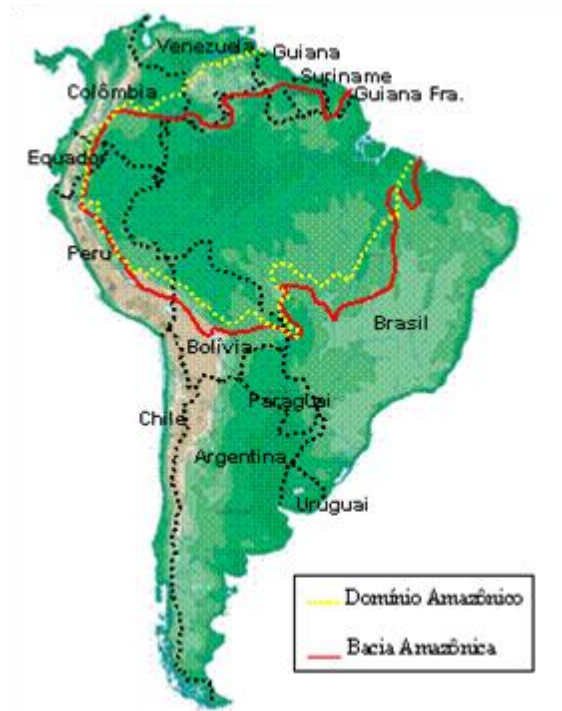 Venezuela
Guiana
Suriname
Colômbia
Guiana Fra.
Equador
Peru
Brasil
Bolívia
Paraguai
Chile
Argentina
Uruguai
Domínio Amazônico
Bacia Amazônica